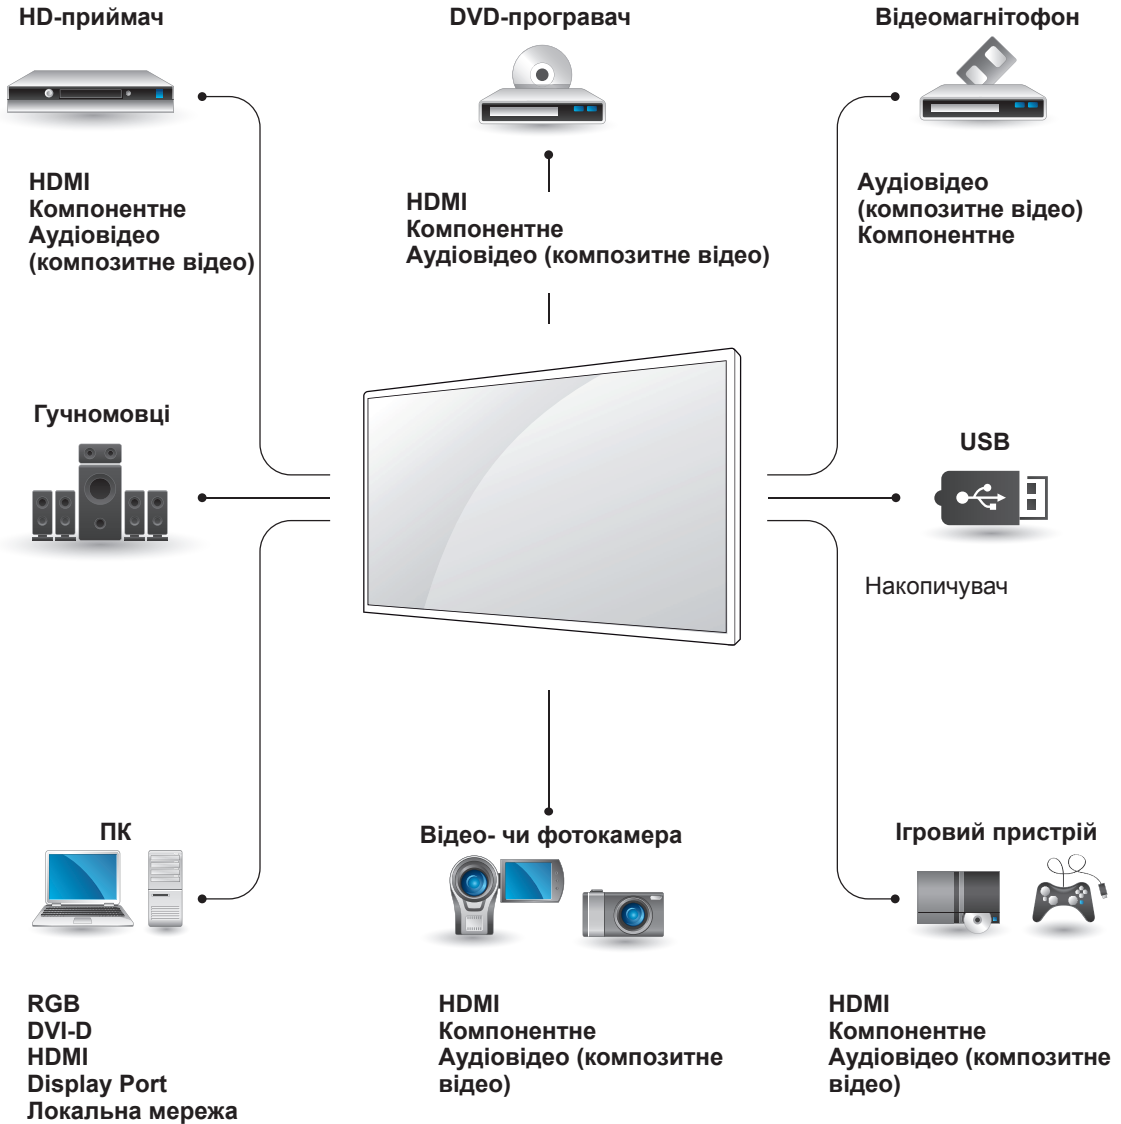 HD-приймач
HDMI
Компонентне
Аудіовідео
(композитне відео)
DVD-програвач
HDMI
Компонентне
Аудіовідео (композитне відео)
Відеомагнітофон
Аудіовідео
(композитне відео)
Компонентне
Гучномовці
USB
Накопичувач
ПК
RGB
DVI-D
HDMI
Display Port
Локальна мережа
Відео- чи фотокамера
HDMI
Компонентне
Аудіовідео (композитне
відео)
Ігровий пристрій
HDMI
Компонентне
Аудіовідео (композитне
відео)